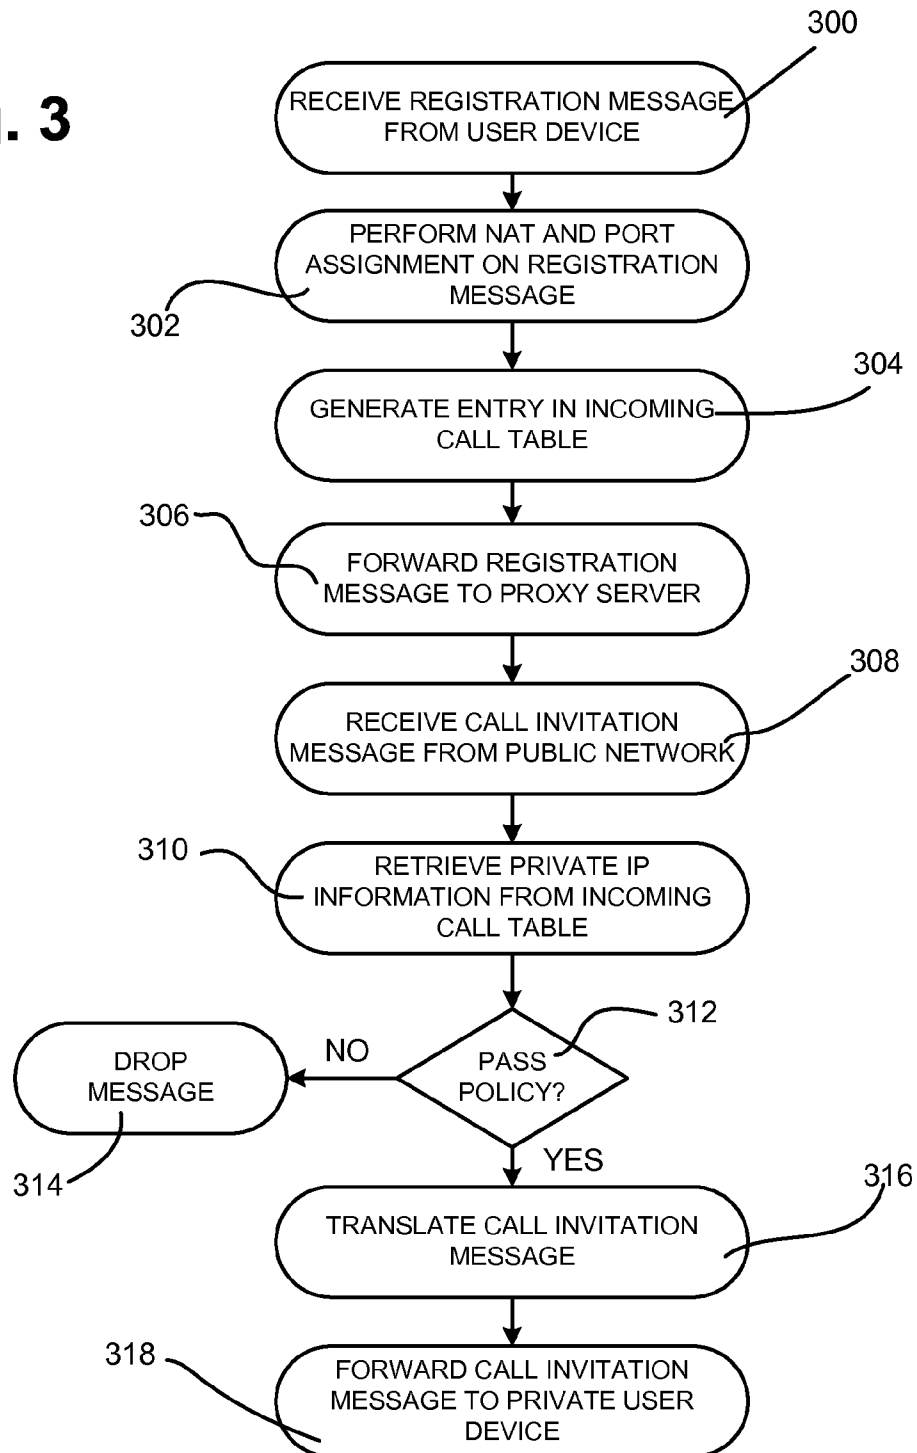 300
. 3
RECEIVE REGISTRATION MESSAGE
FROM USER DEVICE
PERFORM NAT AND PORT
ASSIGNMENT ON REGISTRATION
MESSAGE
302
304
GENERATE ENTRY IN INCOMING
CALL TABLE
306
FORWARD REGISTRATION
MESSAGE TO PROXY SERVER
308
RECEIVE CALL INVITATION
MESSAGE FROM PUBLIC NETWORK
310
RETRIEVE PRIVATE IP
INFORMATION FROM INCOMING
CALL TABLE
312
PASS
POLICY?
NO
DROP
MESSAGE
314
YES
316
TRANSLATE CALL INVITATION
MESSAGE
318
FORWARD CALL INVITATION
MESSAGE TO PRIVATE USER
DEVICE